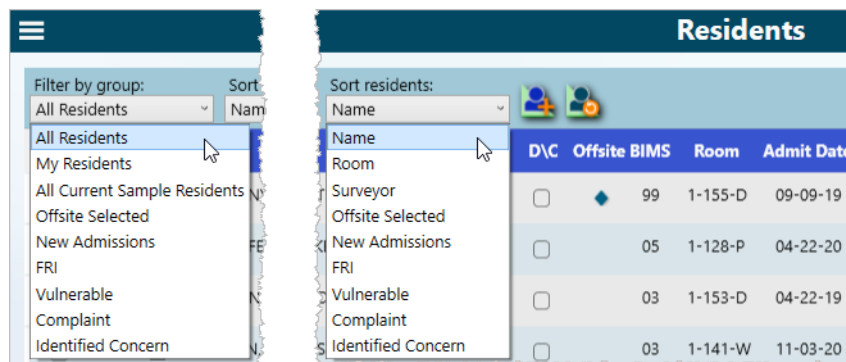 Residents
Filter by group:
Sort
All Residents
Nam
All Residents
My Residents
All Current Sample Residents
Offsite Selected
New Admissions
FRI
Vulnerable
Complaint
Identified Concern
Sort residents:
Name
Name
Room
Surveyor
Offsite Selected
New Admissions
FRI
Vulnerable
Complaint
Identified Concern
D\C Offsite BIMS Room Admit Date
99 1-155-D 09-09-19
05 1-128-P 04-22-20
03 1-153-D 04-22-19
03 1-141-W 11-03-20